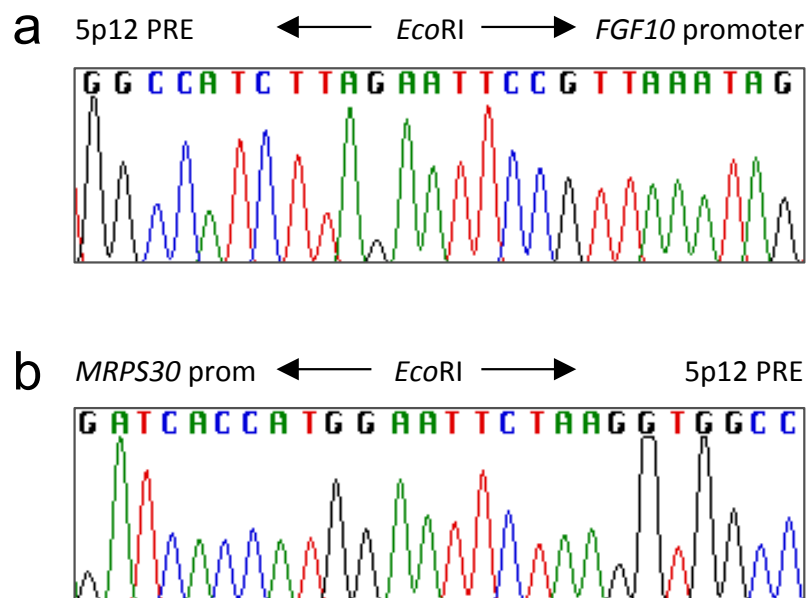 a 5p12 PRE EcoRI FGF10 promoter
G G C C A T C T T A G A A T T C C G T T A A A T A G
b MRPS30 prom EcoRI 5p12 PRE
G A T C A C C A T G G A A T T C T A A G G T G G C C